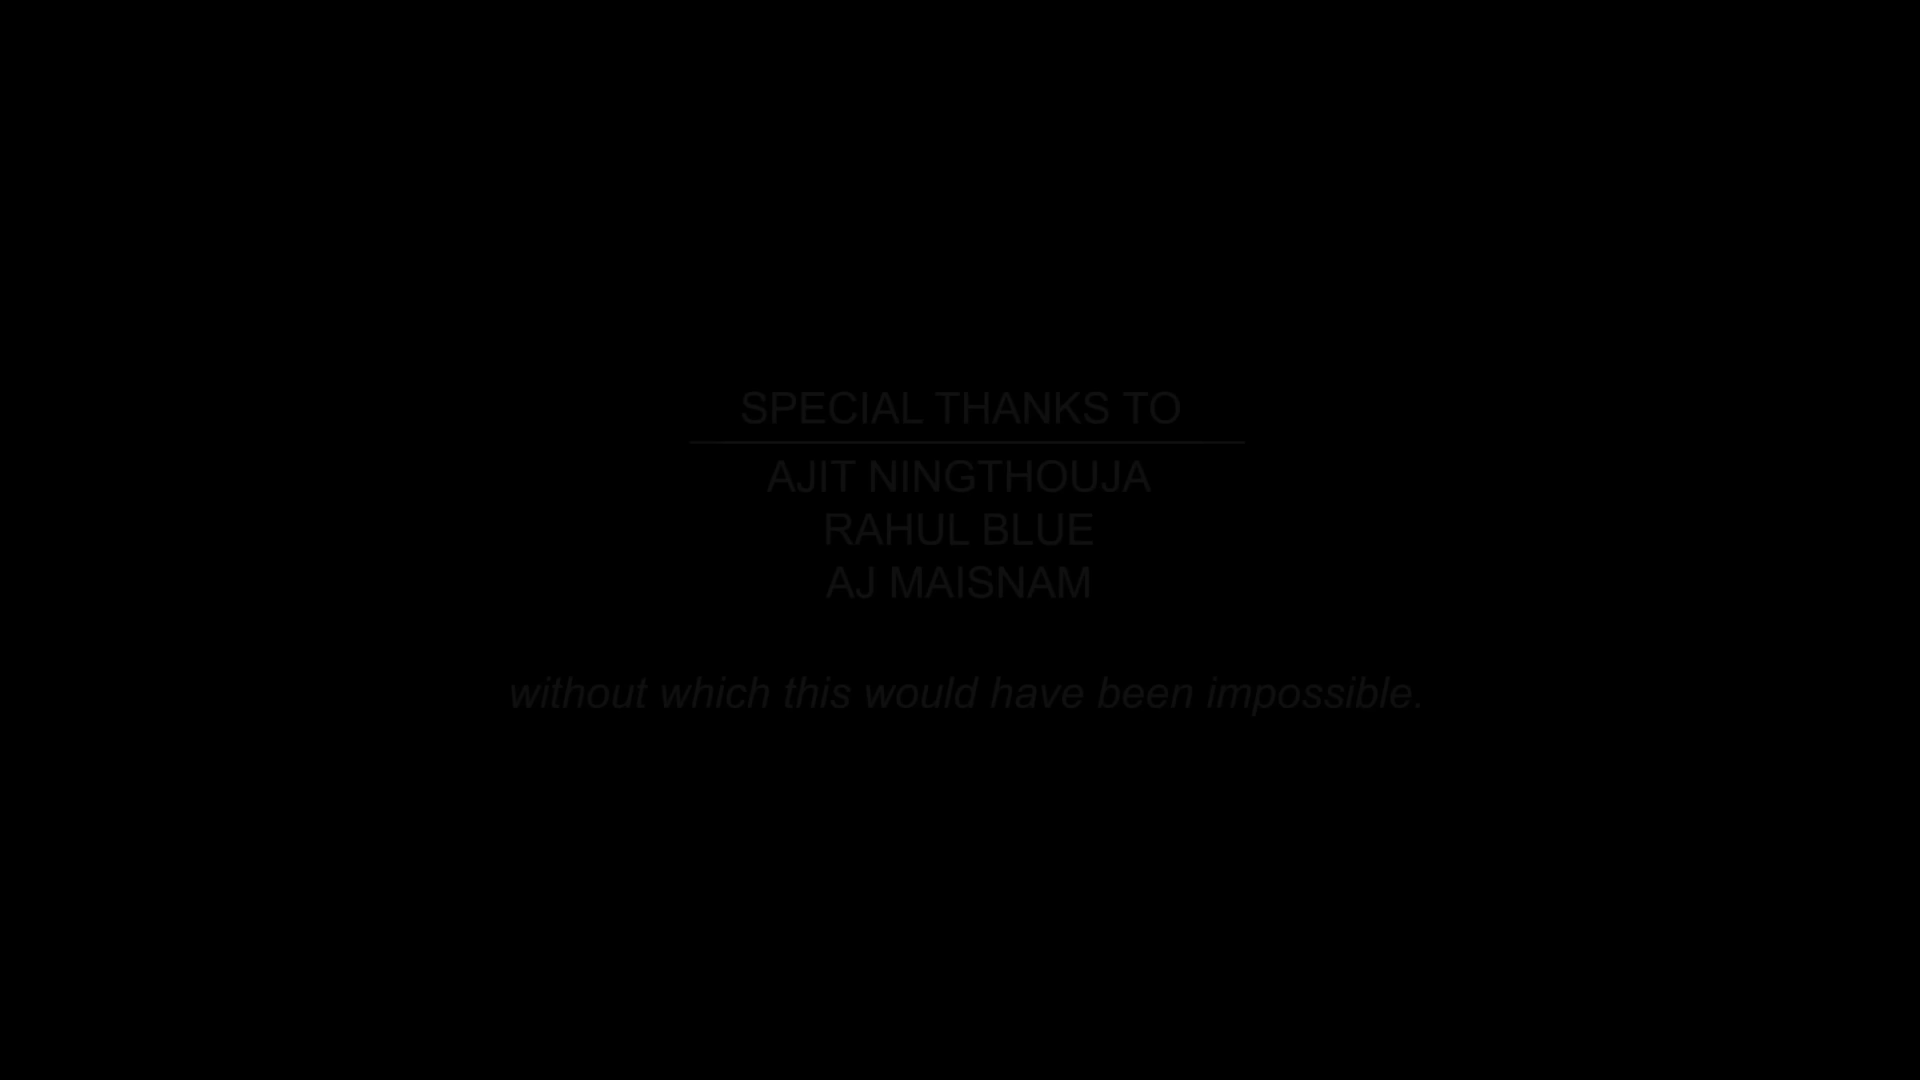 SPECIAL THANKS TO
AJIT NINGTHOUJA
RAHUL BLUE
AJ MAISNAM
without which this would have been impossible.